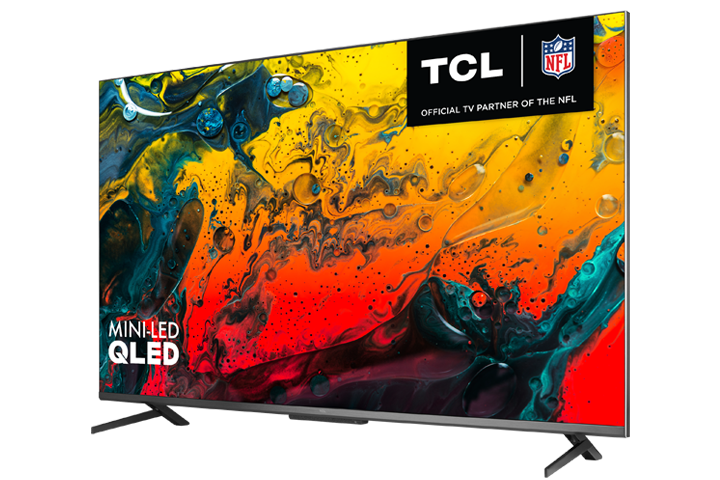 TCL
NFL
OFFICIAL TV PARTNER OF THE NFL
MINI-LED
QLED